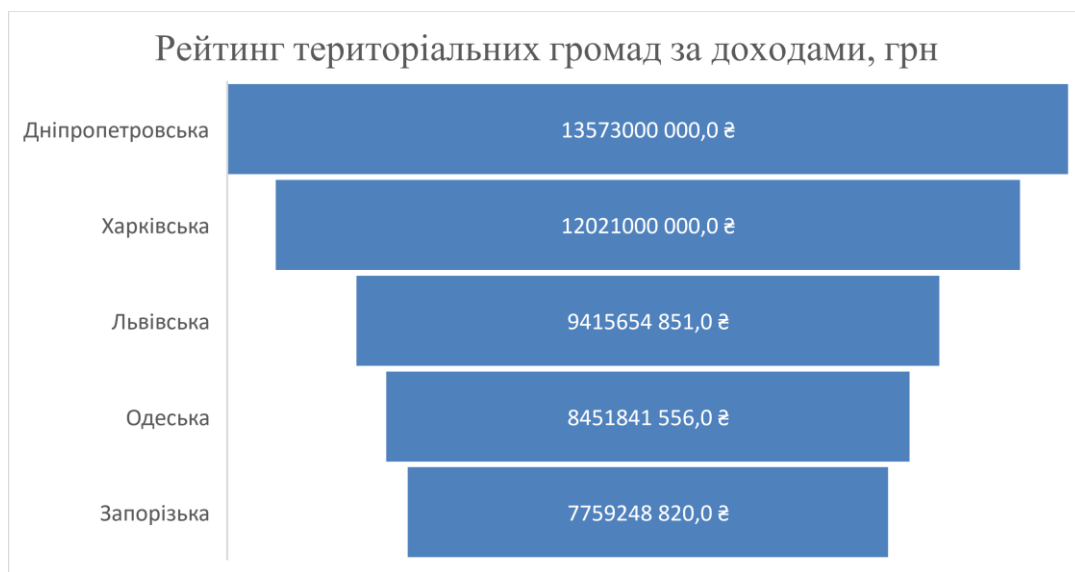 Рейтинг територіальних громад за доходами, грн
Дніпропетровська 13573000 000,0 ₴
Харківська 12021000 000,0 ₴
Львівська 9415654 851,0 ₴
Одеська 8451841 556,0 ₴
Запорізька 7759248 820,0 ₴